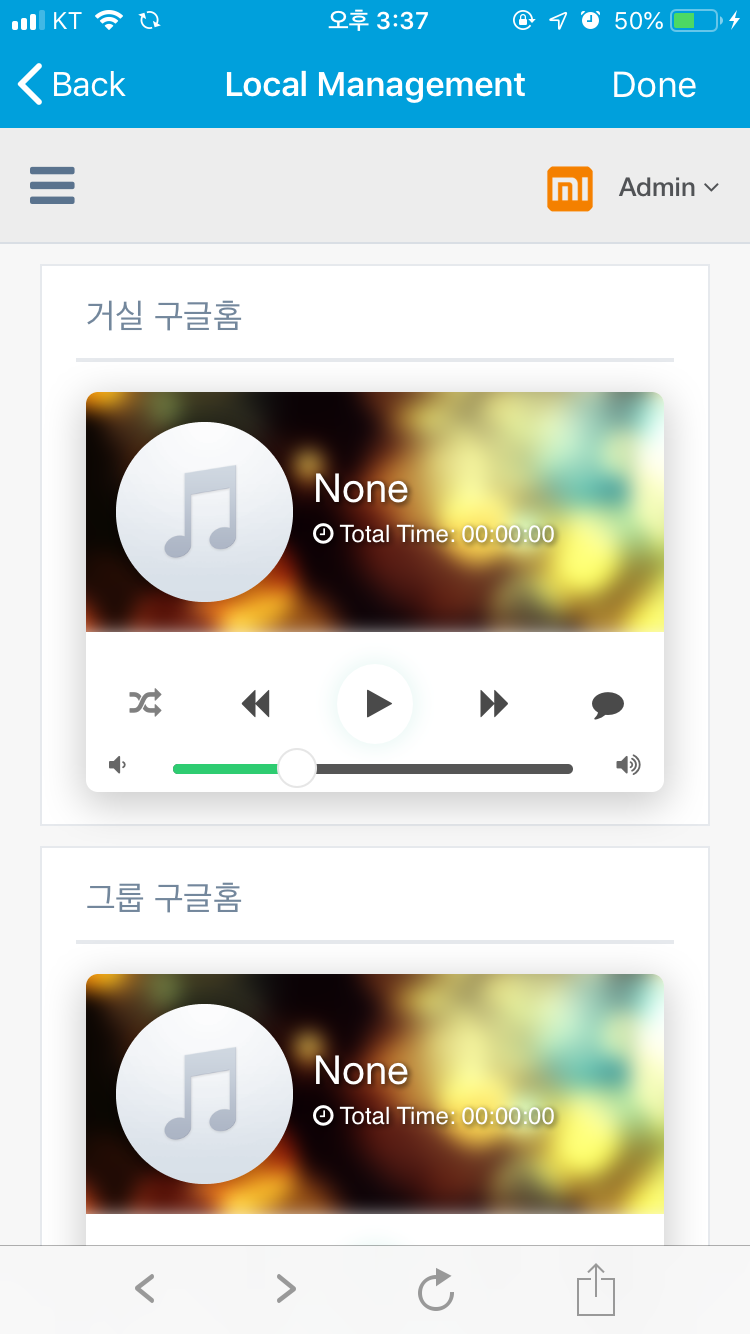 KT 오후 3:37 50%
Back Local Management Done
mi Admin
거실 구글홈
None
Total Time: 00:00:00
그룹 구글홈
None
Total Time: 00:00:00